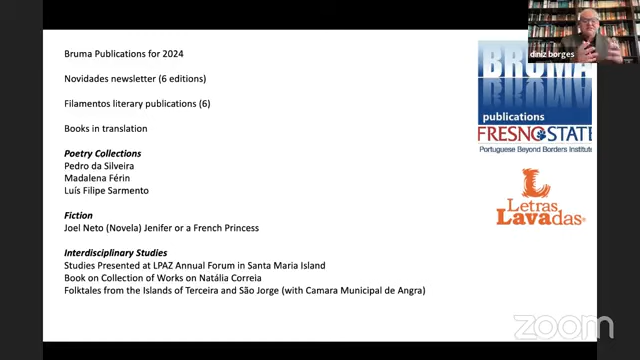 Bruma Publications for 2024
Novidades newsletter (6 editions)
Filamentos literary publications (6)
Books in translation
Poetry Collections
Pedro da Silveira
Madalena Férin
Luís Filipe Sarmento
Fiction
Joel Neto (Novela) Jenifer or a French Princess
Interdisciplinary Studies
Studies Presented at LPAZ Annual Forum in Santa Maria Island
Book on Collection of Works on Natália Correia
Folktales from the Islands of Terceira and São Jorge (with Camara Municipal de Angra)
diniz borges
BRUMA
publications
FRESNO STATE
Portuguese Beyond Borders Institute
Letras
LAVAdas
zoom